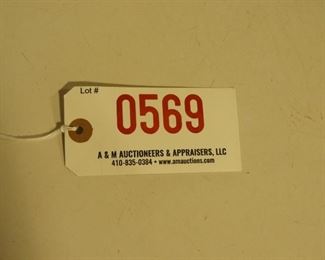 Lot #
0569
A & M AUCTIONEERS & APPRAISERS, LLC
410-835-0384 • www.amauctions.com